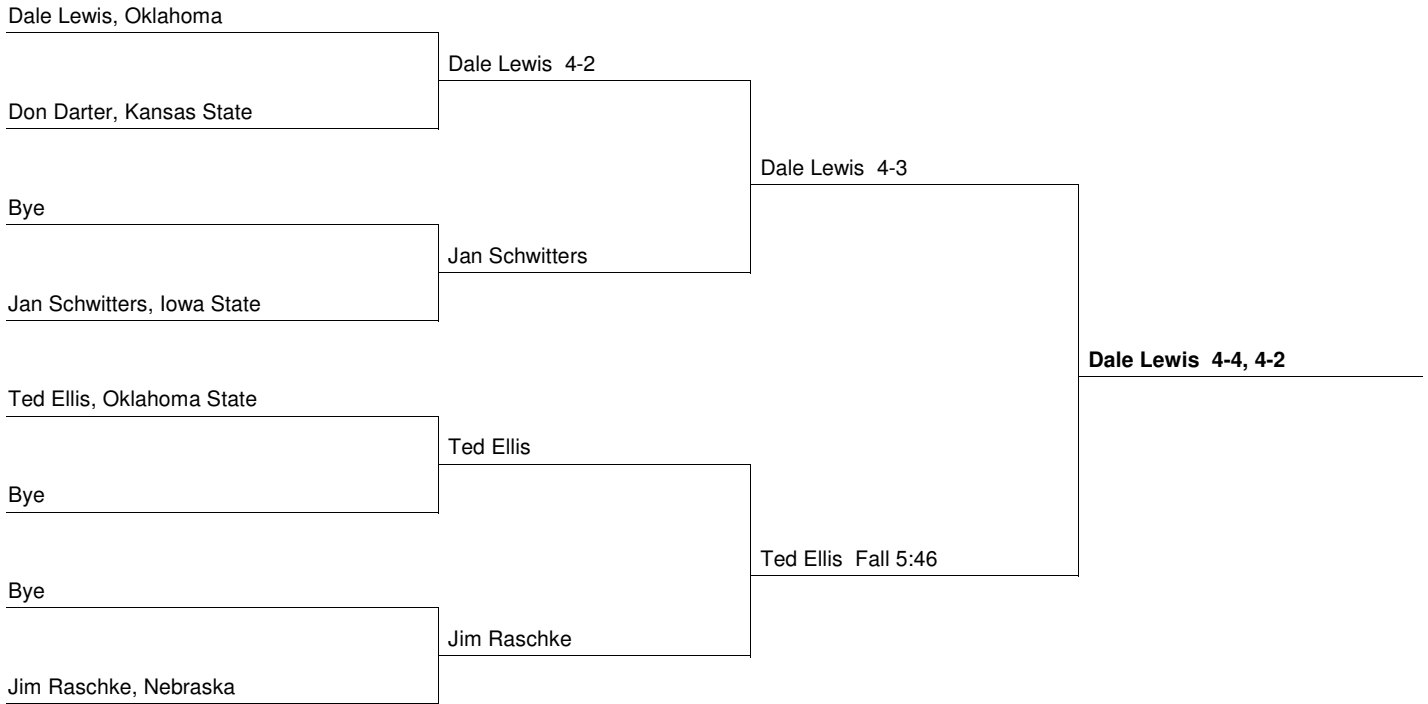 Dale Lewis, Oklahoma
Dale Lewis 4-2
Don Darter, Kansas State
Dale Lewis 4-3
Bye
Jan Schwitters
Jan Schwitters, Iowa State
Dale Lewis 4-4, 4-2
Ted Ellis, Oklahoma State
Ted Ellis
Bye
Ted Ellis Fall 5:46
Bye
Jim Raschke
Jim Raschke, Nebraska